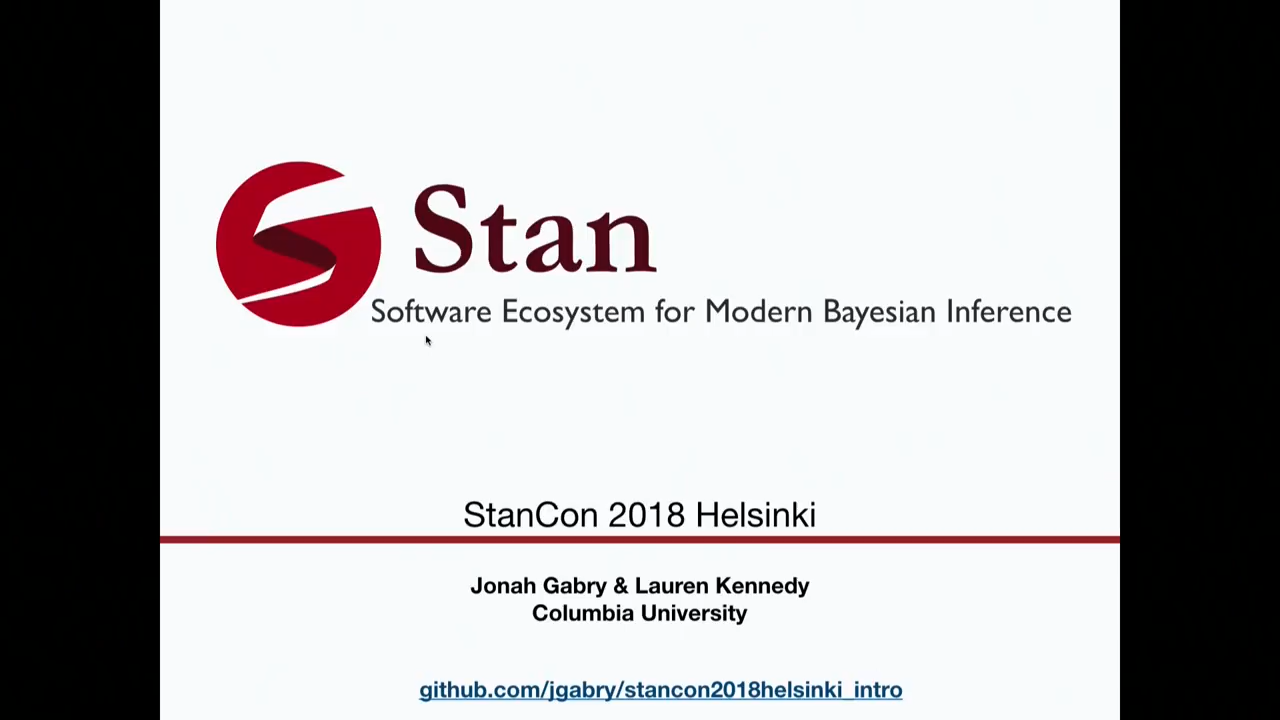 Stan
Software Ecosystem for Modern Bayesian Inference
StanCon 2018 Helsinki
Jonah Gabry & Lauren Kennedy
Columbia University
github.com/jgabry/stancon2018helsinki_intro